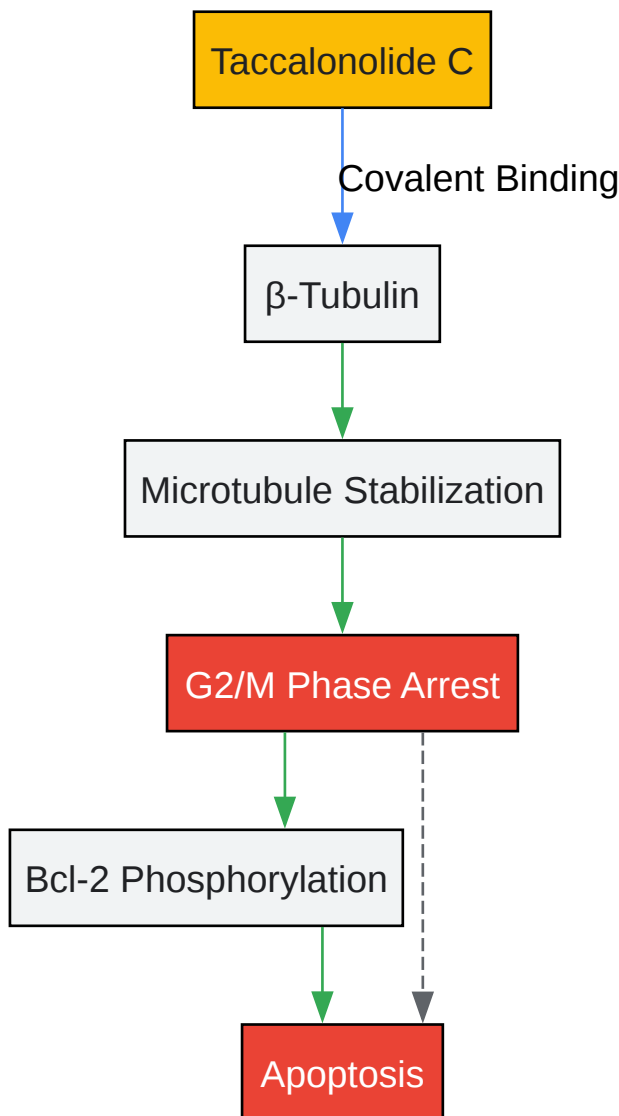 Taccalonolide C
Covalent Binding
β-Tubulin
Microtubule Stabilization
G2/M Phase Arrest
Bcl-2 Phosphorylation
Apoptosis